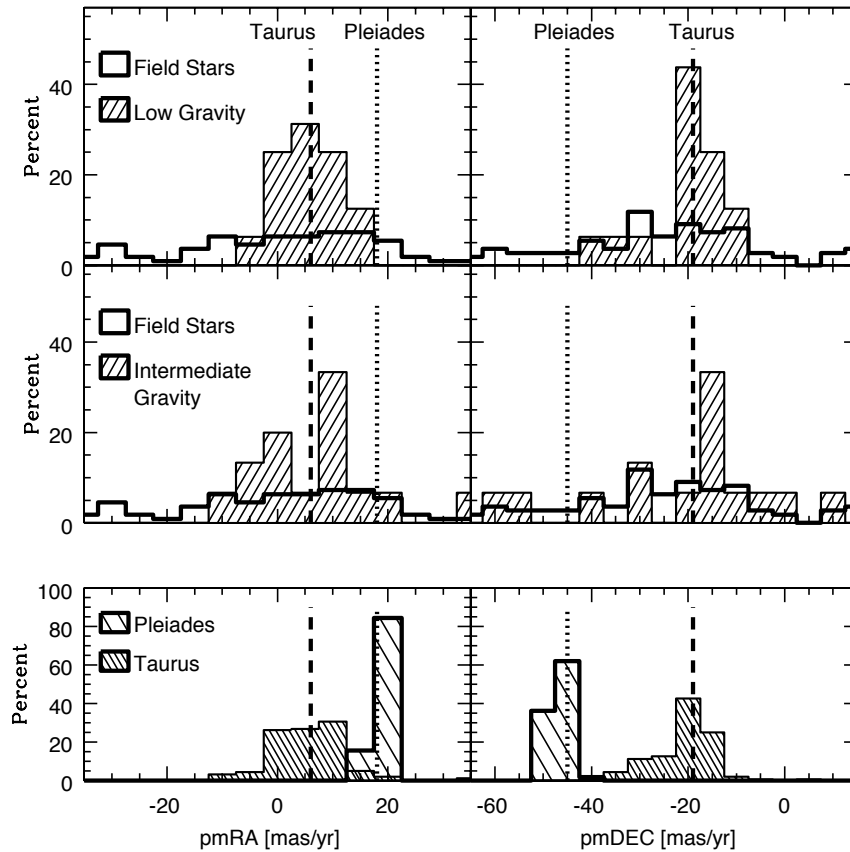 Taurus Pleiades Pleiades Taurus
Field Stars
Low Gravity
Percent
40
20
0
Field Stars
Intermediate
Gravity
Percent
40
20
0
Pleiades
Taurus
Percent
100
80
60
40
20
0
-20 0 20 -60 -40 -20 0
pmRA [mas/yr] pmDEC [mas/yr]